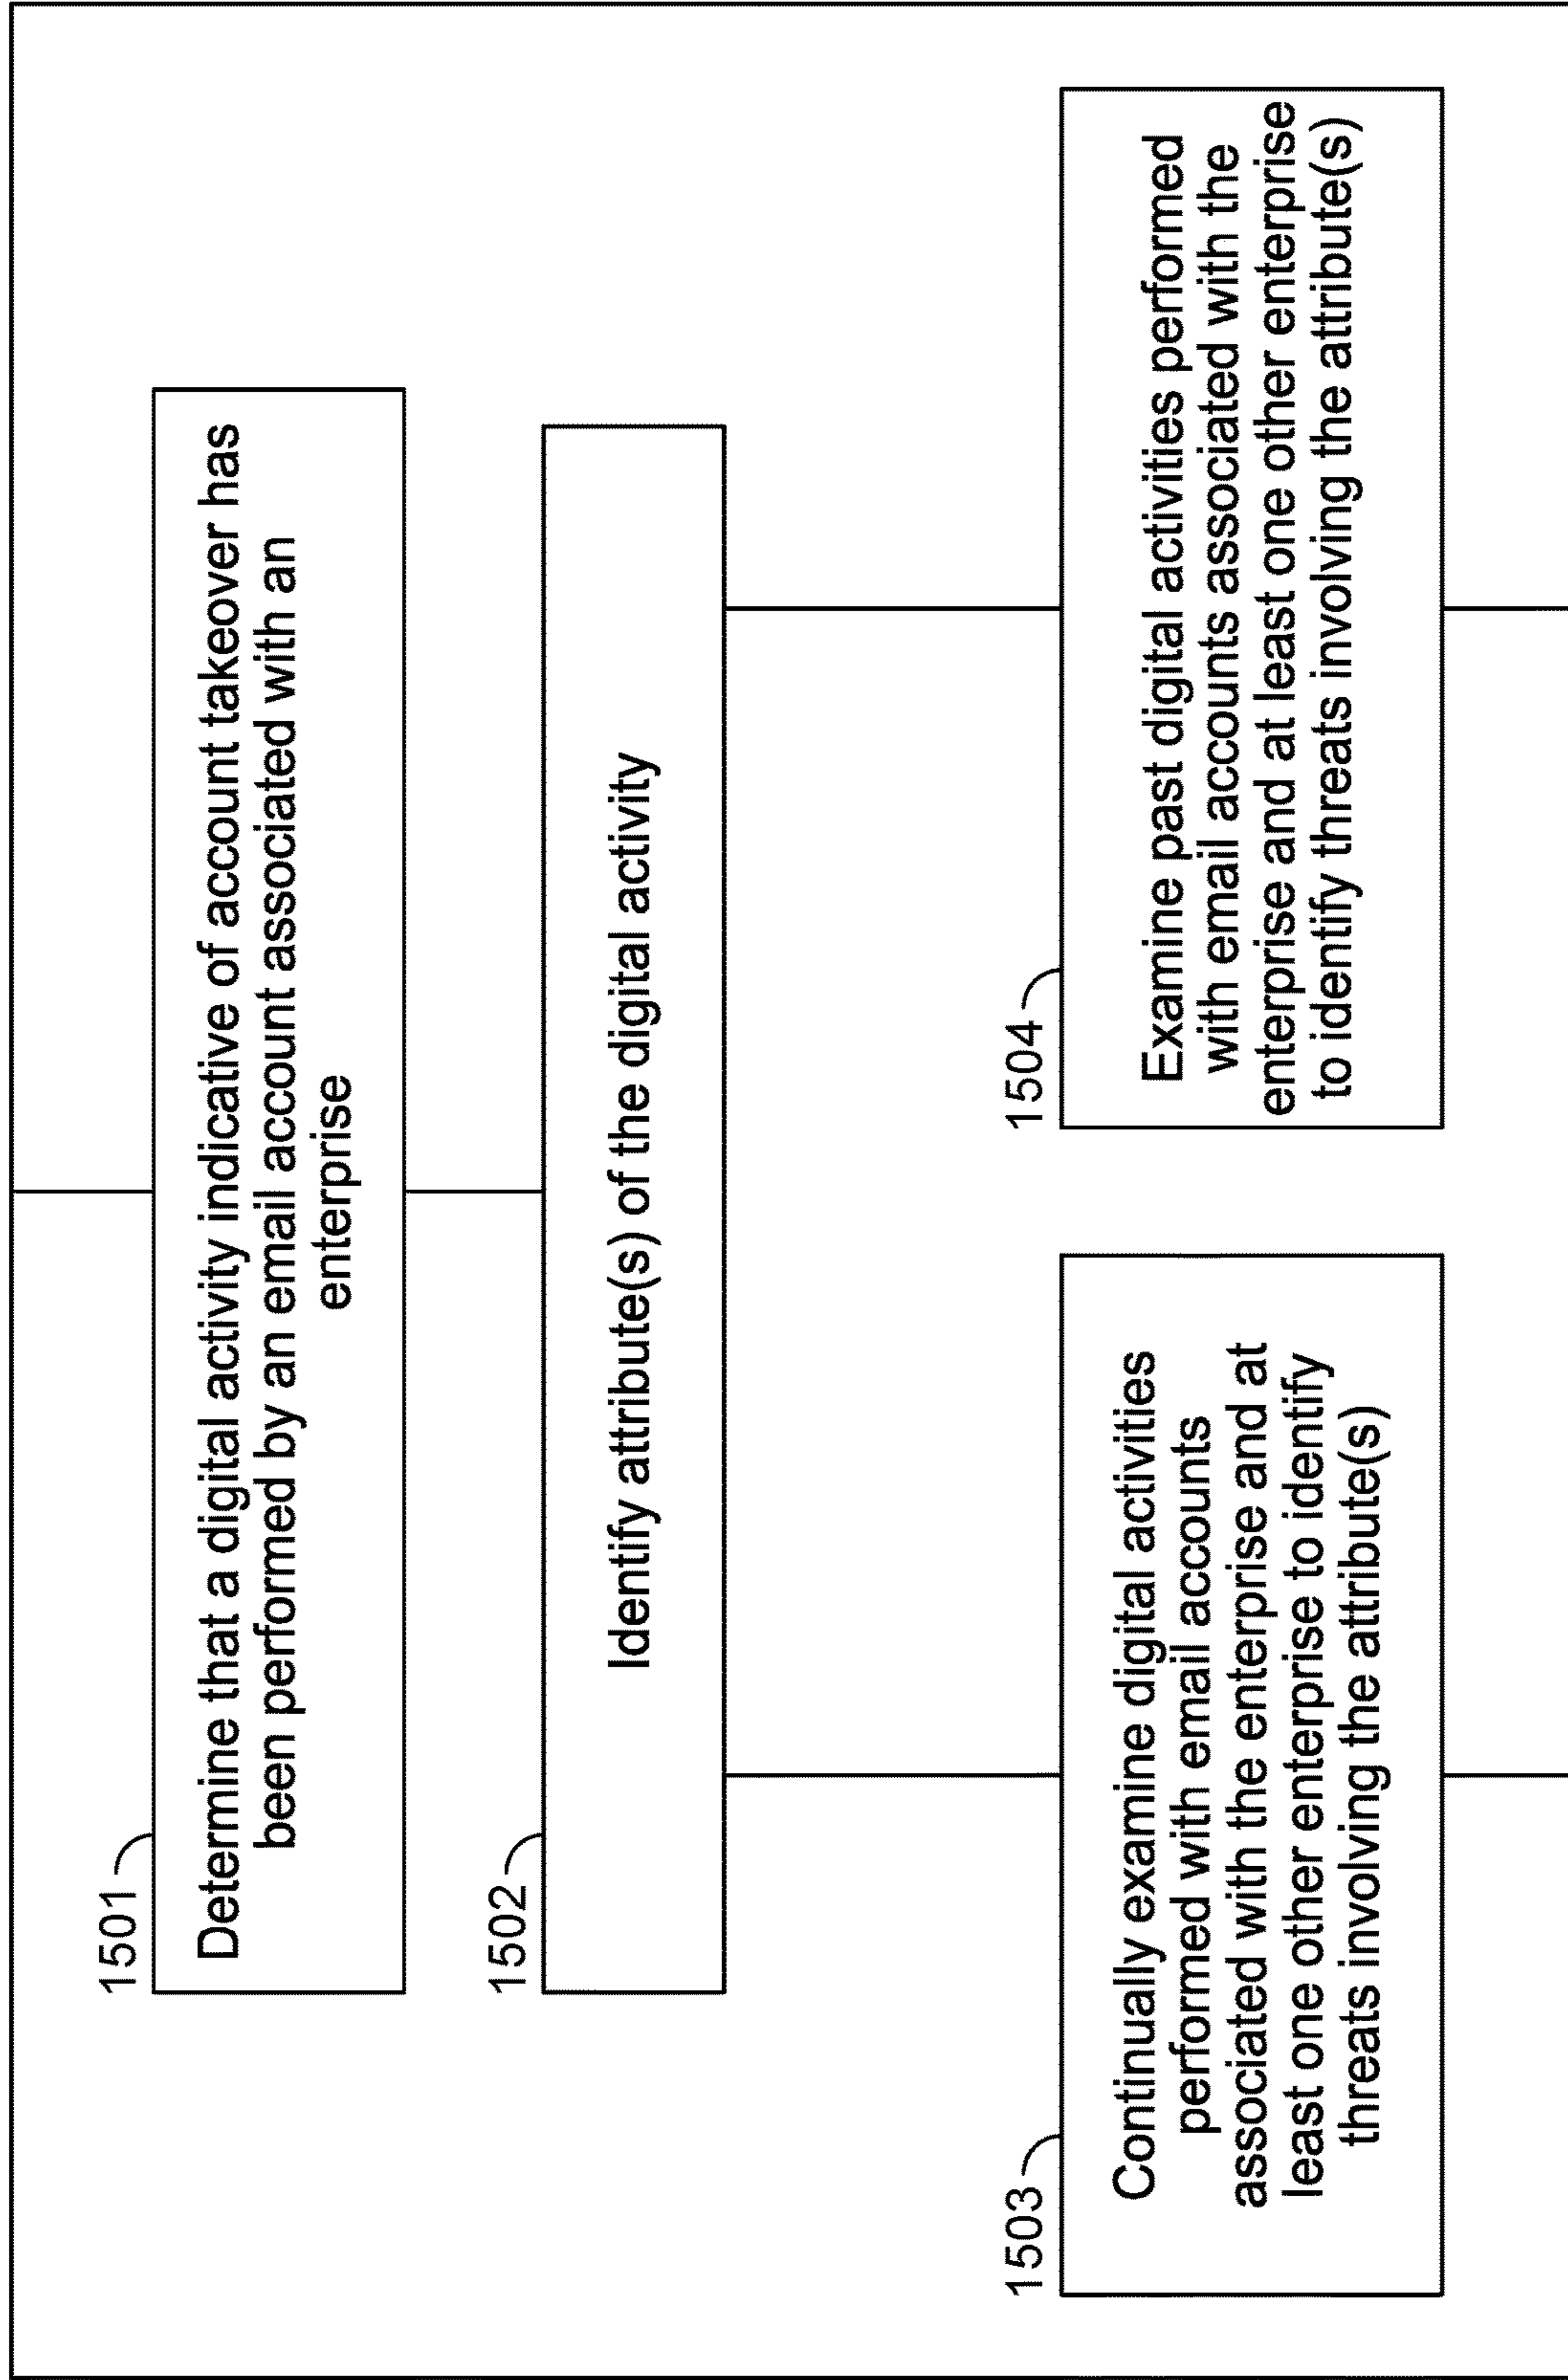 1501
Determine that a digital activity indicative of account takeover has
been performed by an email account associated with an
enterprise
1502
Identify attribute(s) of the digital activity
1503
Continually examine digital activities
performed with email accounts
associated with the enterprise and at
least one other enterprise to identify
threats involving the attribute(s)
1504
Examine past digital activities performed
with email accounts associated with the
enterprise and at least one other enterprise
to identify threats involving the attribute(s)